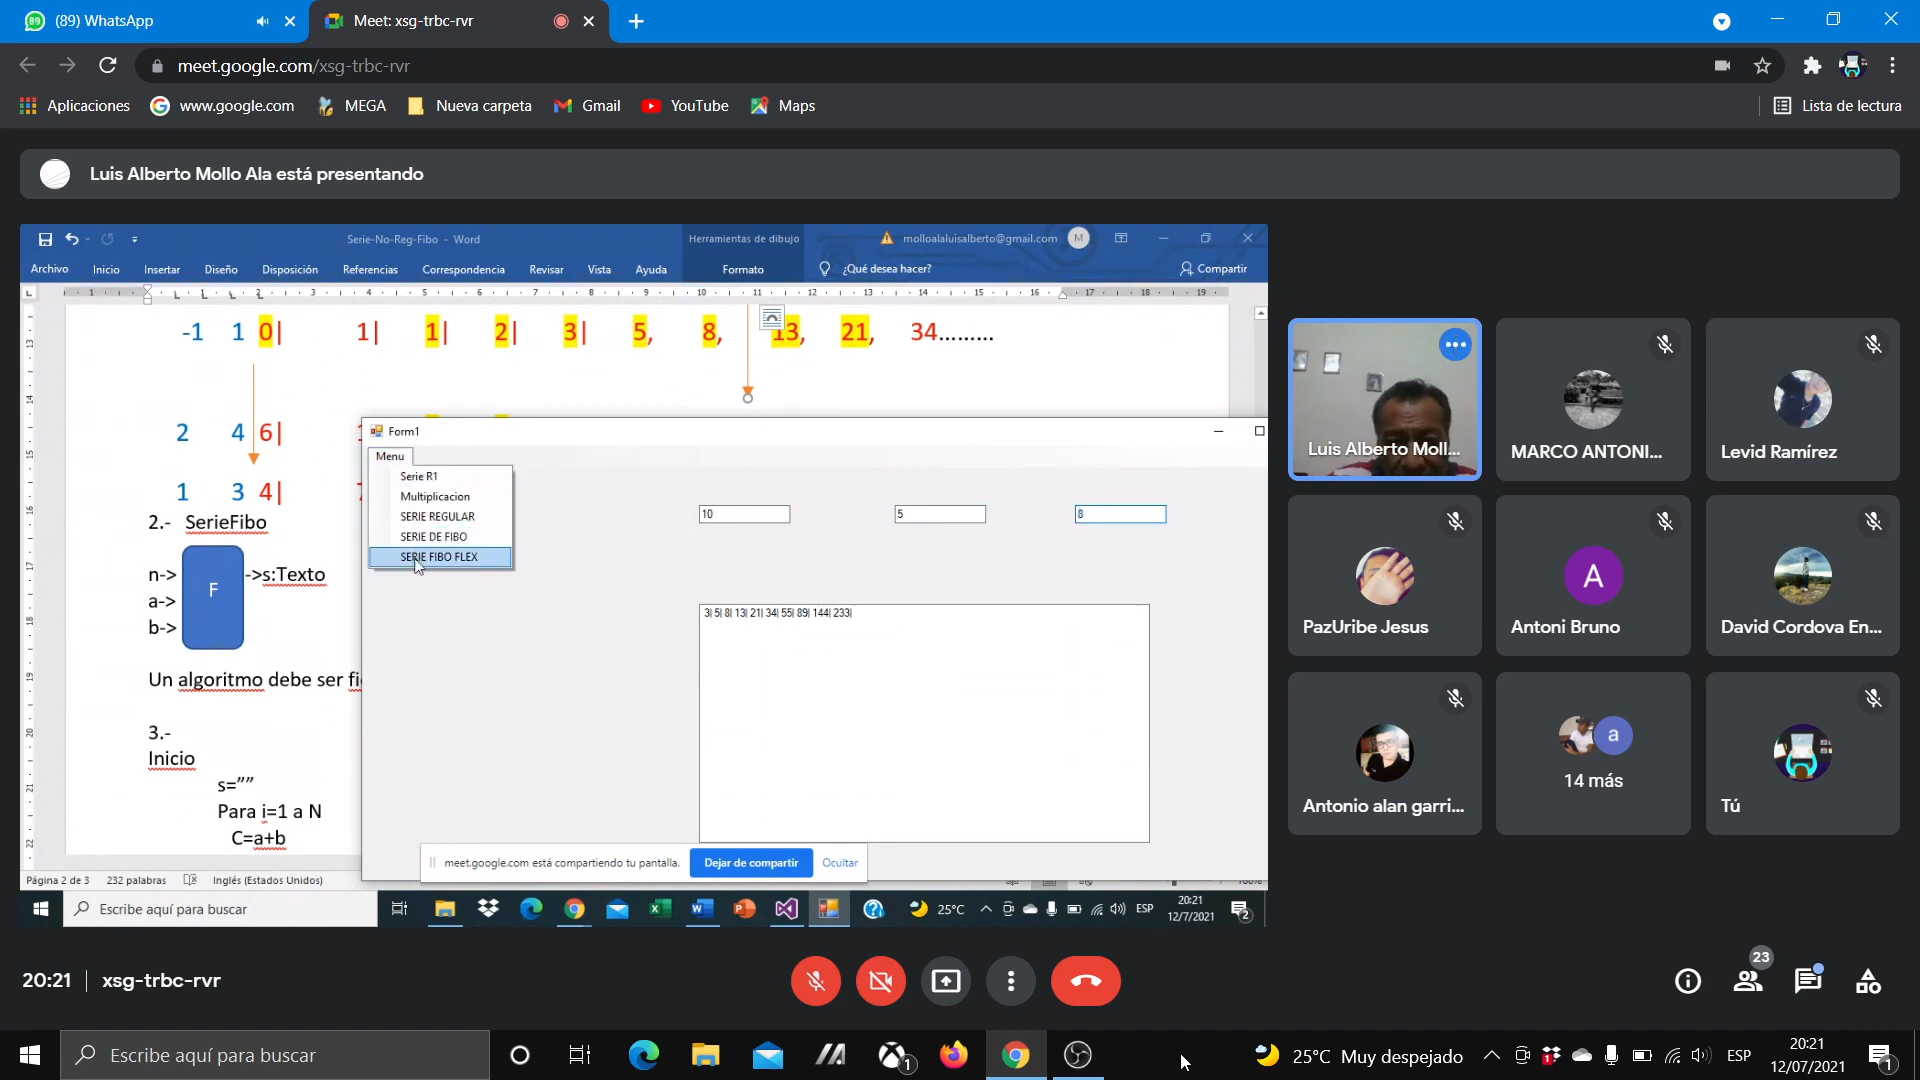 (89) WhatsApp
Meet: xsg-trbc-rvr
meet.google.com/xsg-trbc-rvr
Aplicaciones
www.google.com
MEGA
Nueva carpeta
Gmail
YouTube
Maps
Lista de lectura
Luis Alberto Mollo Ala está presentando
Serie-No-Reg-Fibo - Word
Herramientas de dibujo
molloalaluisalberto@gmail.com
M
Archivo
Inicio
Insertar
Diseño
Disposición
Referencias
Correspondencia
Revisar
Vista
Ayuda
Formato
¿Qué desea hacer?
Compartir
-1 1 0| 1| 1| 2| 3| 5, 8, 13, 21, 34.........
2 4 6|
1 3 4|
2.- SerieFibo
n->
F
->s:Texto
a->
b->
Un algoritmo debe ser fi
3.-
Inicio
s=””
Para i=1 a N
C=a+b
Form1
Menu
Serie R1
Multiplicacion
SERIE REGULAR
SERIE DE FIBO
SERIE FIBO FLEX
10
5
8
3| 5| 8| 13| 21| 34| 55| 89| 144| 233|
meet.google.com está compartiendo tu pantalla.
Dejar de compartir
Ocultar
Página 2 de 3
232 palabras
Inglés (Estados Unidos)
Escribe aquí para buscar
25°C
ESP
20:21
12/7/2021
2
Luis Alberto Moll...
MARCO ANTONI...
Levid Ramírez
PazUribe Jesus
A
Antoni Bruno
David Cordova En...
Antonio alan garri...
a
14 más
Tú
20:21
xsg-trbc-rvr
23
Escribe aquí para buscar
1
25°C Muy despejado
1
ESP
20:21
12/07/2021
1